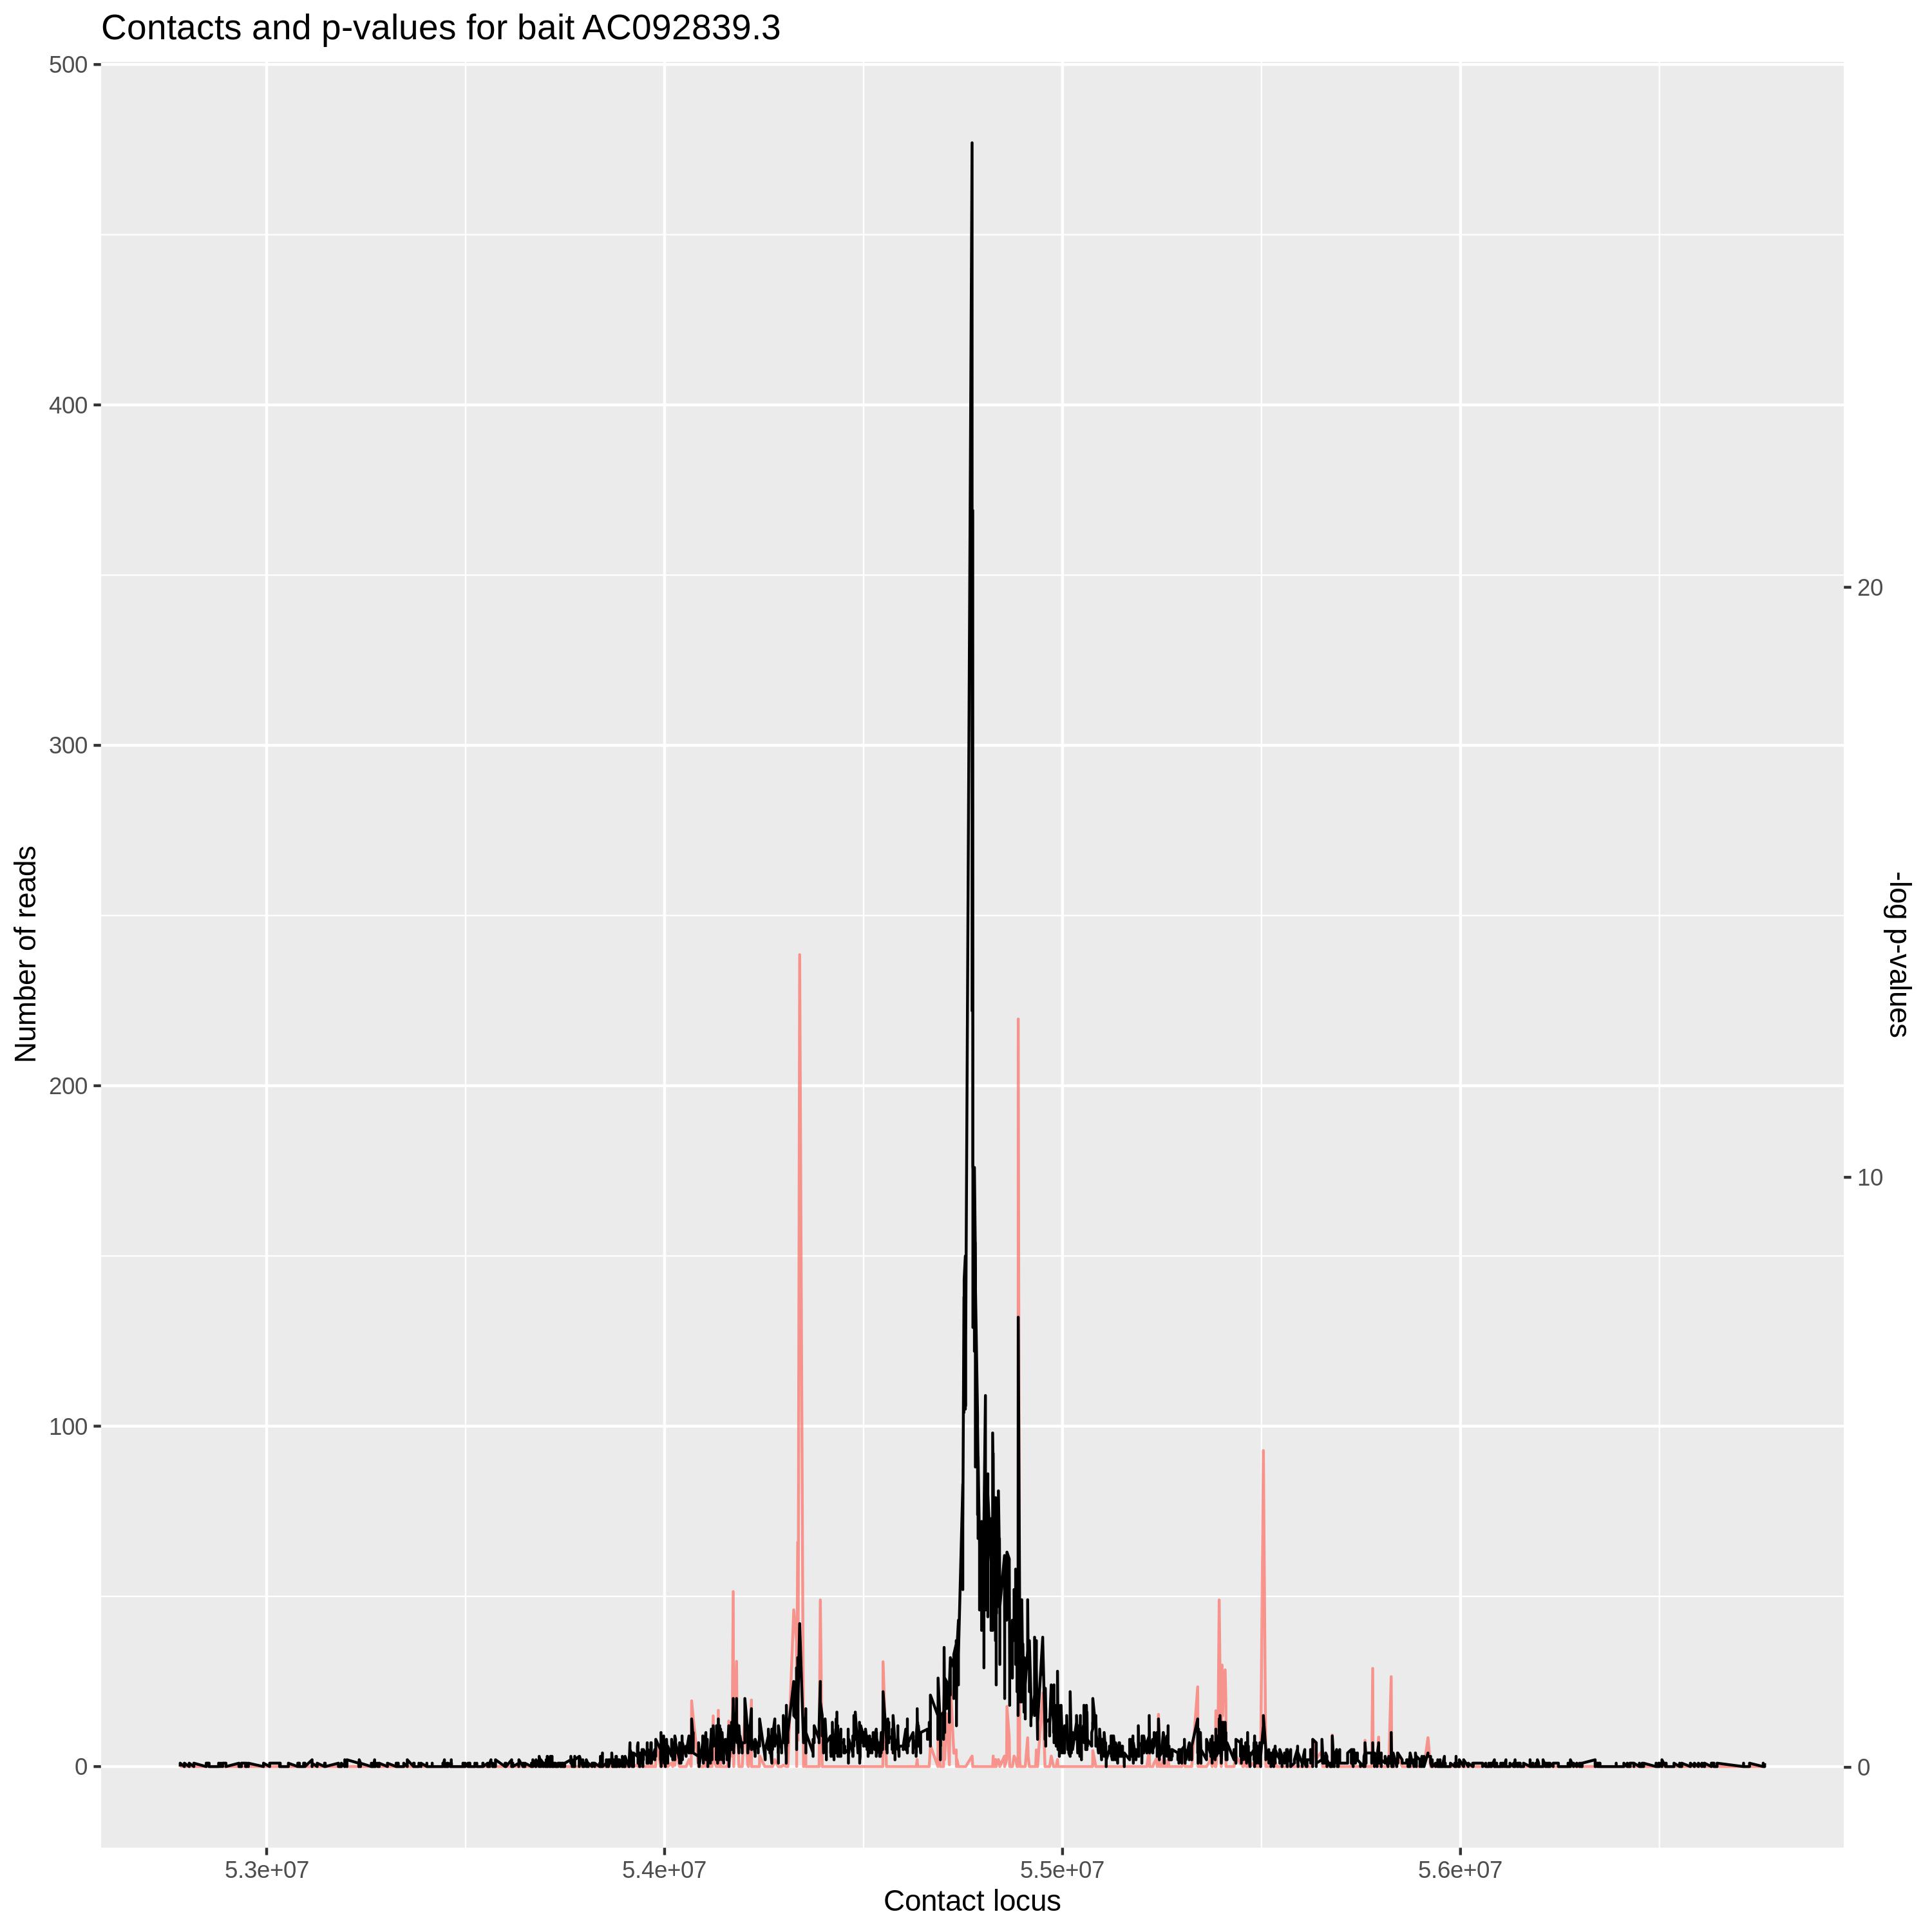 Contacts and p-values for bait AC092839.3
500
400
300
200
100
0
Number of reads
20
10
0
-log p-values
5.3e+07
5.4e+07
5.5e+07
5.6e+07
Contact locus